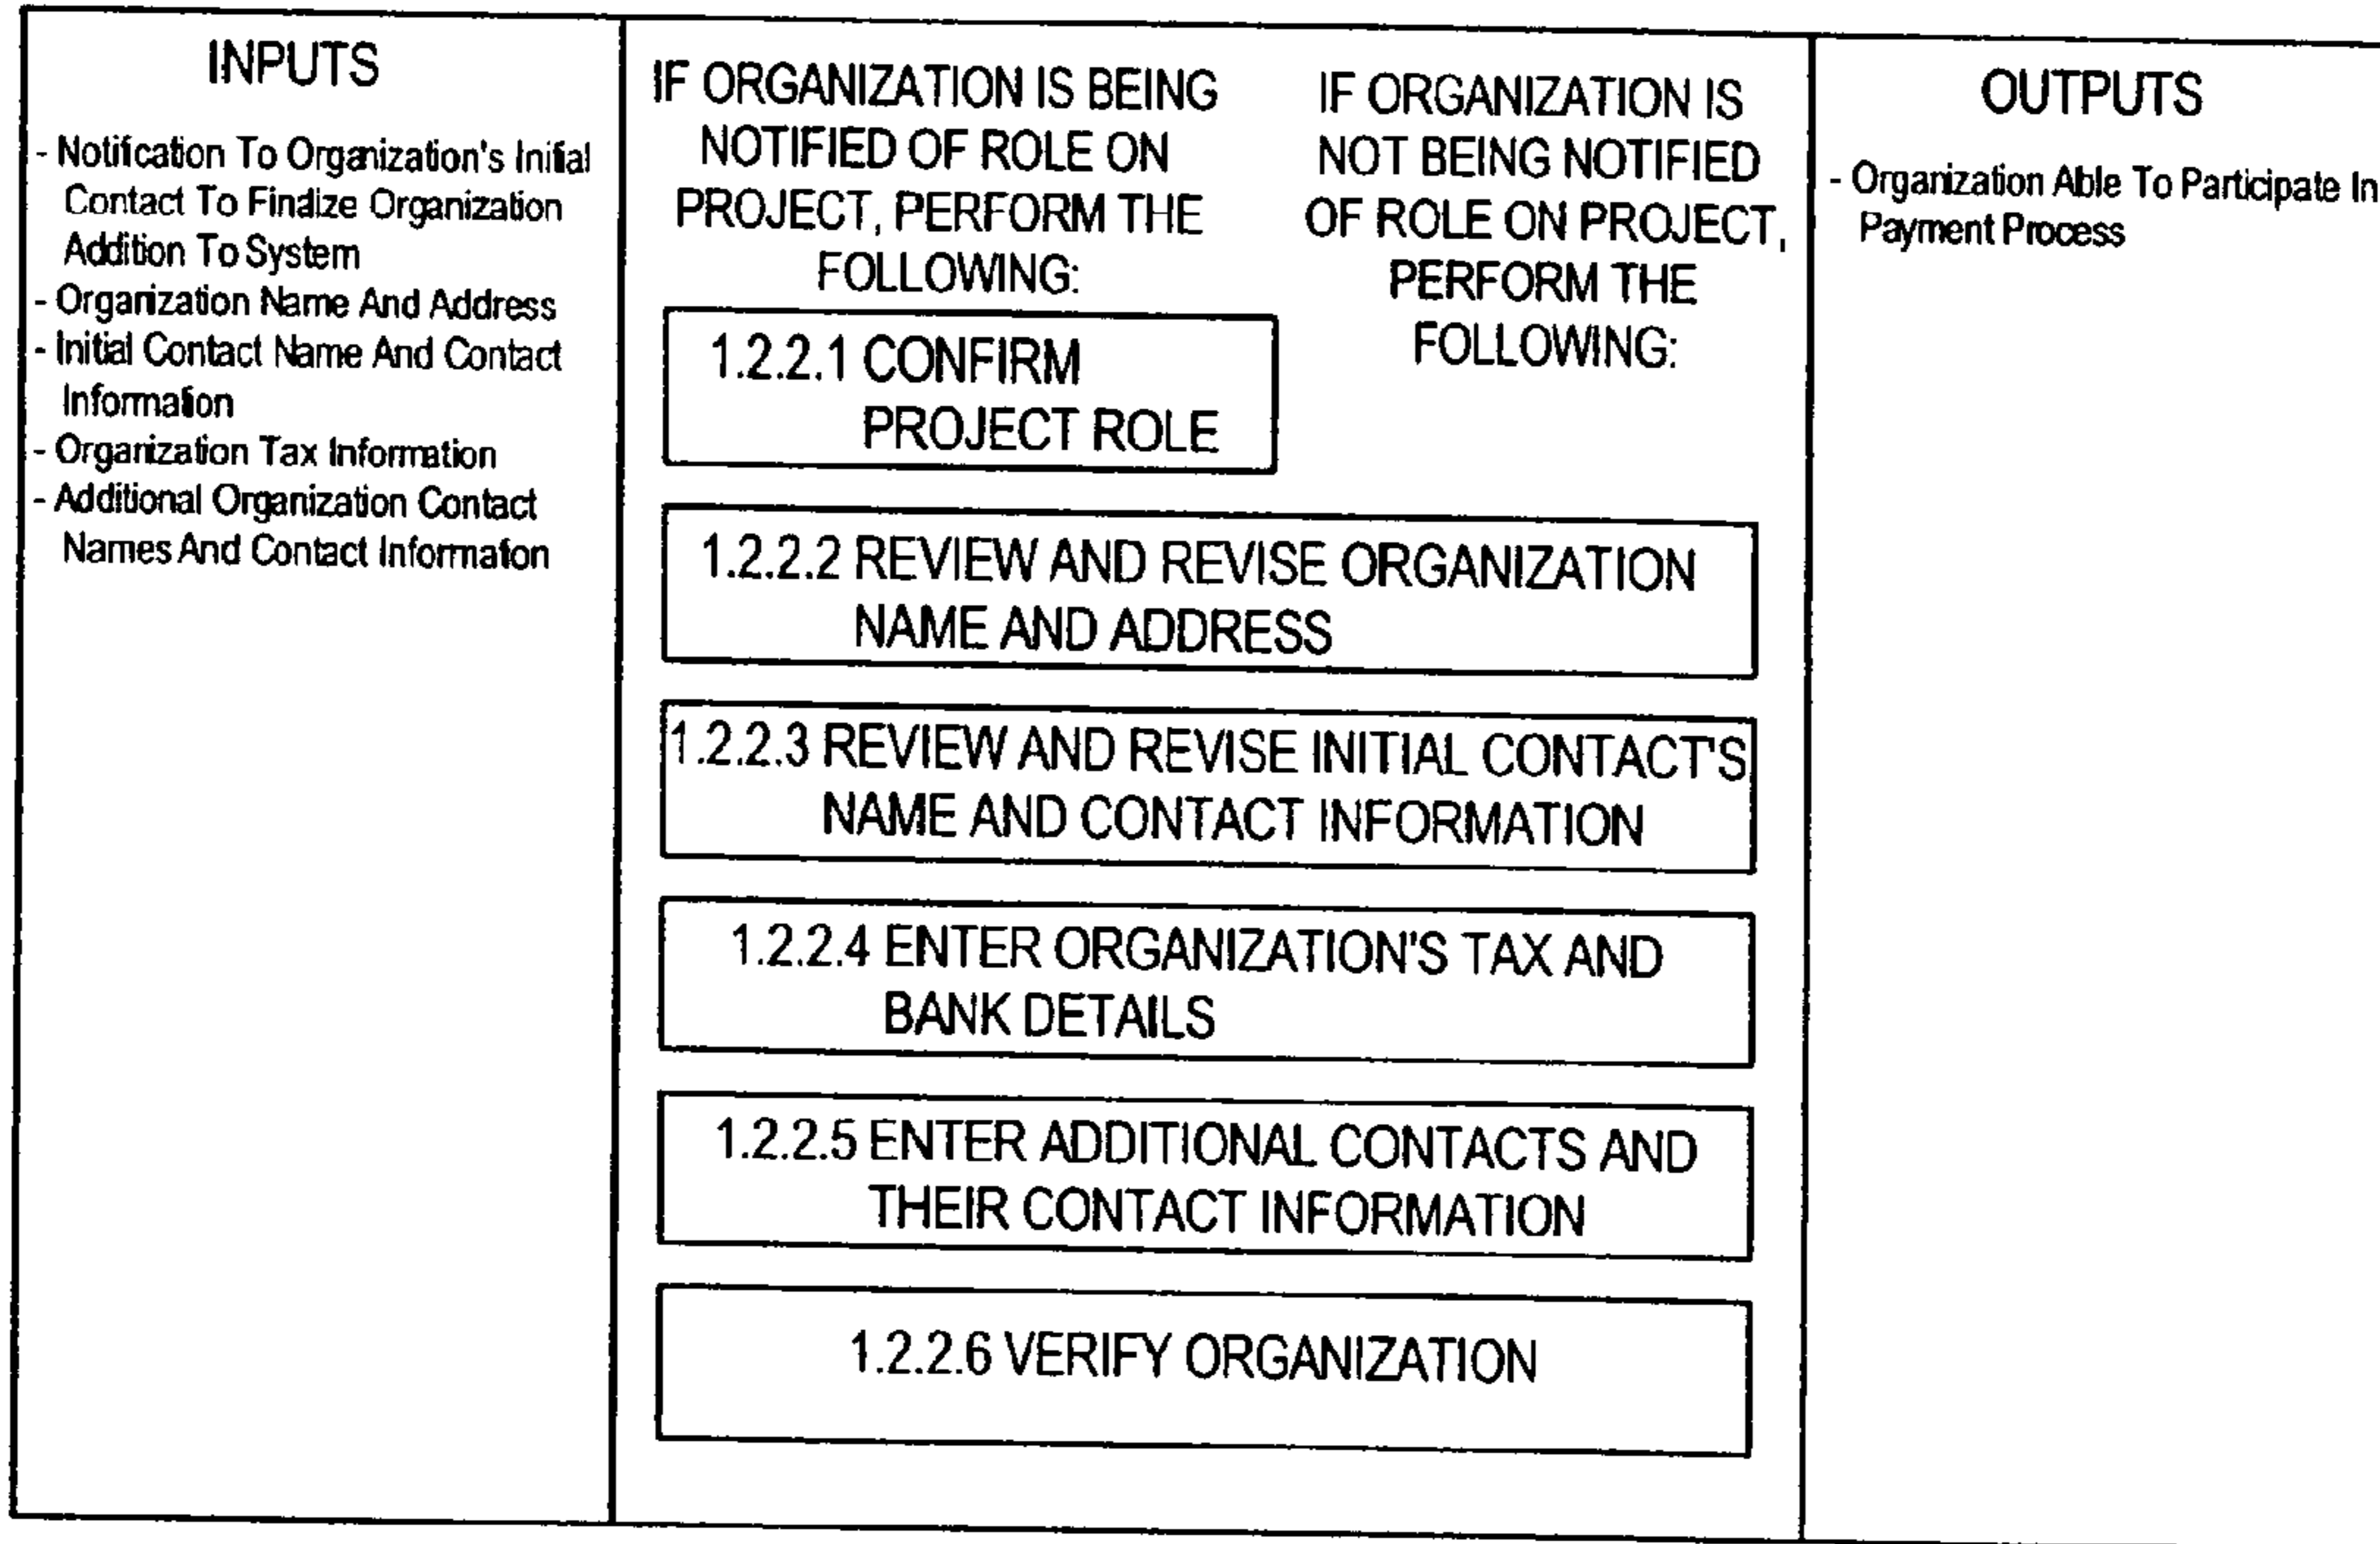 INPUTS
- Notification To Organization's Initial
Contact To Finalize Organization
Addition To System
- Organization Name And Address
- Initial Contact Name And Contact
Information
- Organization Tax Information
- Additional Organization Contact
Names And Contact Information
IF ORGANIZATION IS BEING
NOTIFIED OF ROLE ON
PROJECT, PERFORM THE
FOLLOWING:
IF ORGANIZATION IS
NOT BEING NOTIFIED
OF ROLE ON PROJECT,
PERFORM THE
FOLLOWING:
1.2.2.1 CONFIRM
PROJECT ROLE
1.2.2.2 REVIEW AND REVISE ORGANIZATION
NAME AND ADDRESS
1.2.2.3 REVIEW AND REVISE INITIAL CONTACT'S
NAME AND CONTACT INFORMATION
1.2.2.4 ENTER ORGANIZATION'S TAX AND
BANK DETAILS
1.2.2.5 ENTER ADDITIONAL CONTACTS AND
THEIR CONTACT INFORMATION
1.2.2.6 VERIFY ORGANIZATION
OUTPUTS
- Organization Able To Participate In
Payment Process